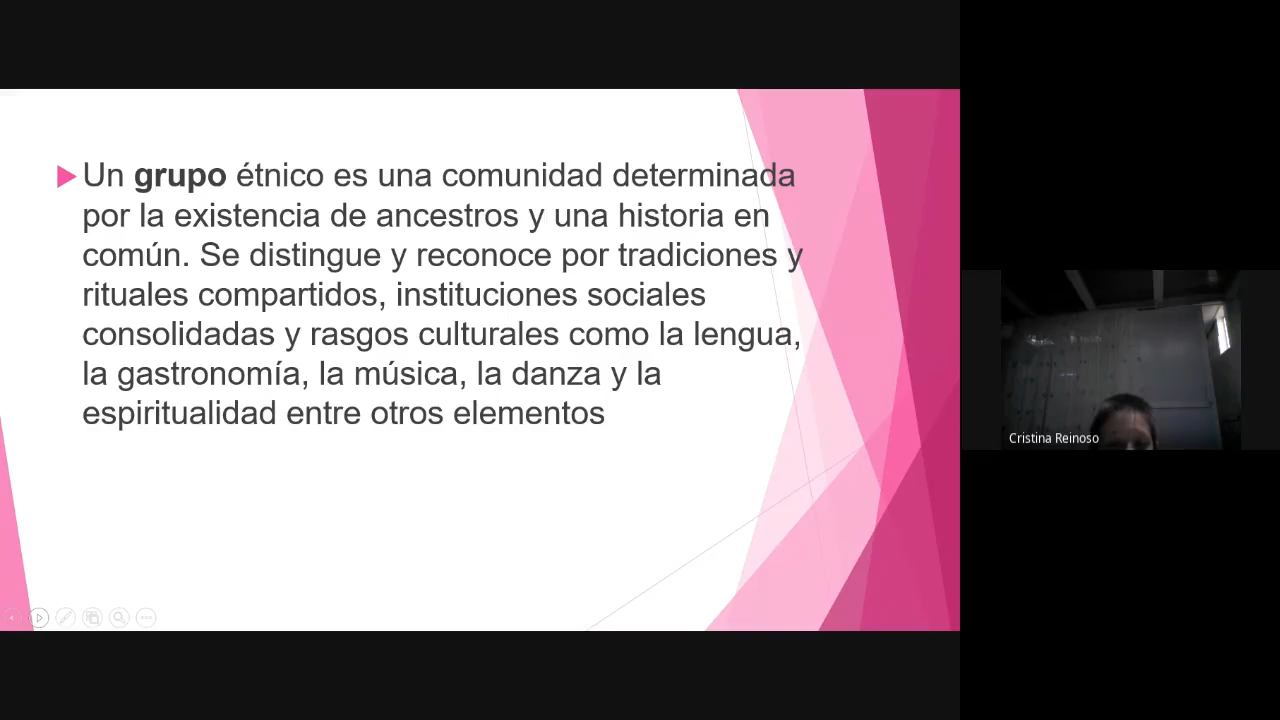 Un grupo étnico es una comunidad determinada
por la existencia de ancestros y una historia en
común. Se distingue y reconoce por tradiciones y
rituales compartidos, instituciones sociales
consolidadas y rasgos culturales como la lengua,
la gastronomía, la música, la danza y la
espiritualidad entre otros elementos
Cristina Reinoso